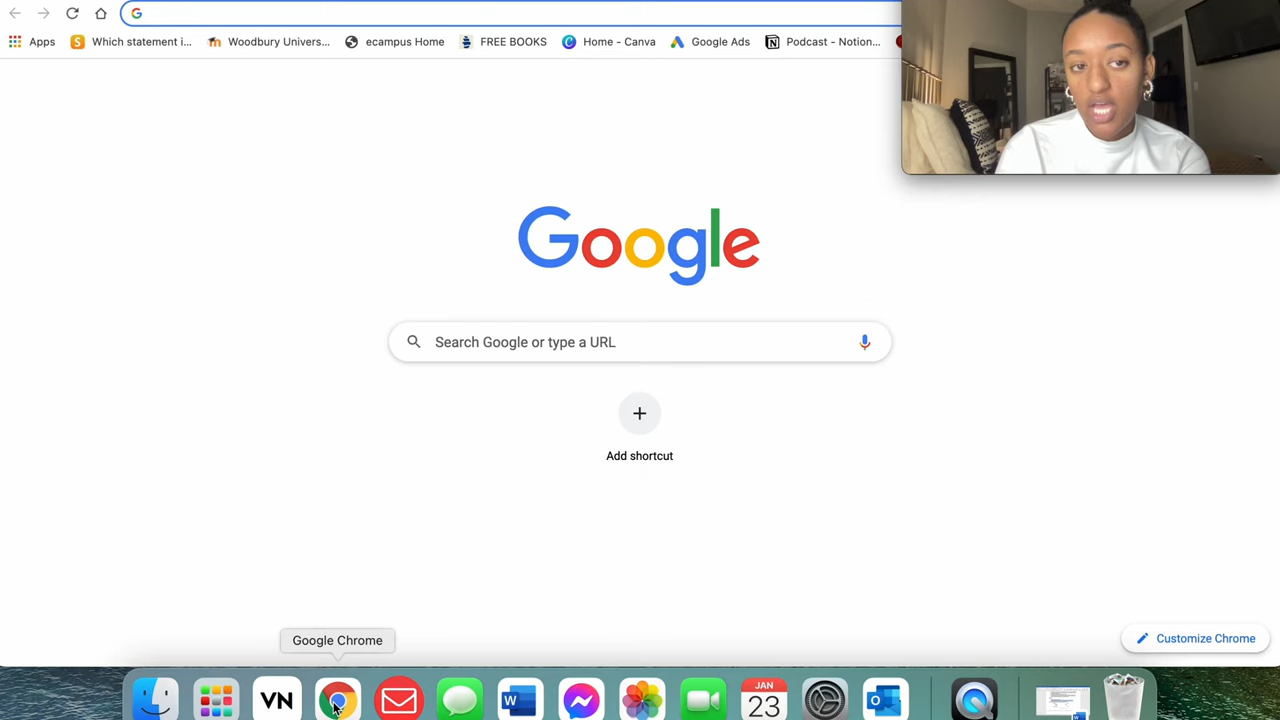 Apps Which statement i... Woodbury Univers... ecampus Home FREE BOOKS Home - Canva Google Ads Podcast - Notion...
Google
Search Google or type a URL
Add shortcut
Customize Chrome
Google Chrome
VN
W
JAN
23